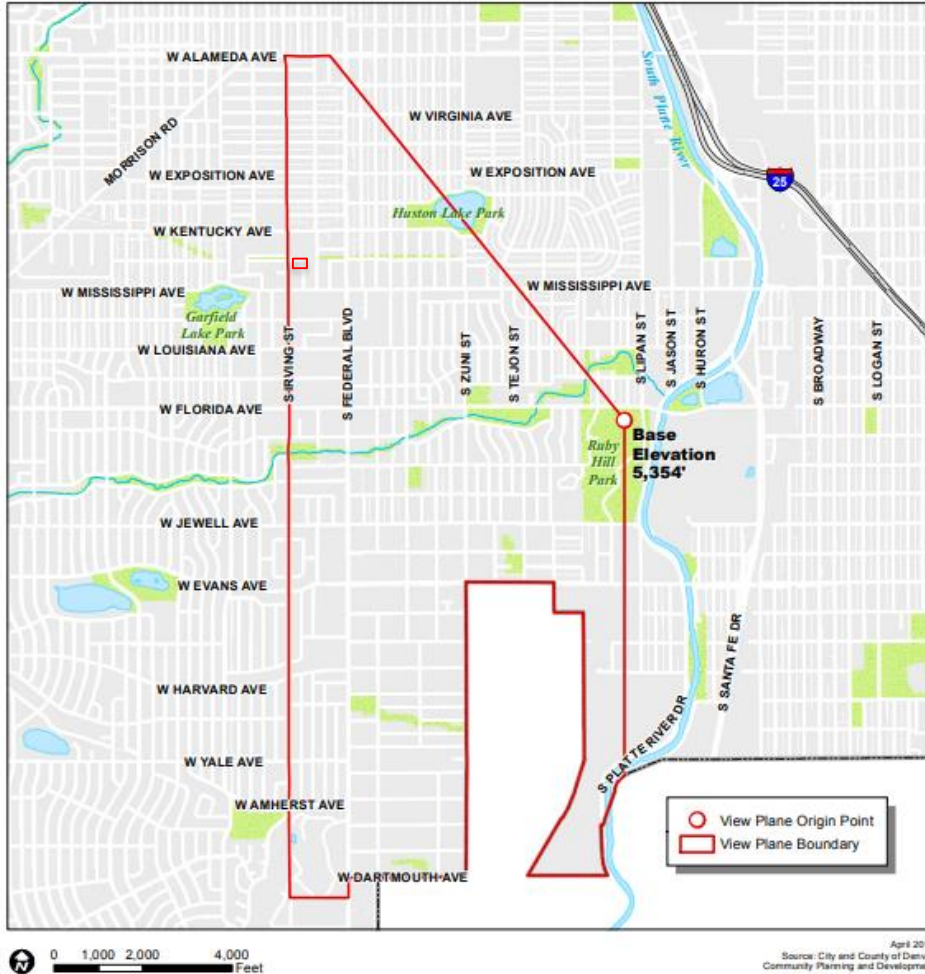 W ALAMEDA AVE
South Platte River
W VIRGINIA AVE
MORRISON RD
W EXPOSITION AVE
W EXPOSITION AVE
25
Huston Lake Park
W KENTUCKY AVE
W MISSISSIPPI AVE
W MISSISSIPPI AVE
Garfield
Lake Park
W LOUISIANA AVE
S IRVING ST
S FEDERAL BLVD
S ZUNI ST
S TEJON ST
S LIPAN ST
S JASON ST
S HURON ST
S BROADWAY
S LOGAN ST
W FLORIDA AVE
Base
Elevation
5,354'
Ruby
Hill
Park
W JEWELL AVE
W EVANS AVE
W HARVARD AVE
S SANTA FE DR
S PLATTE RIVER DR
W YALE AVE
W AMHERST AVE
View Plane Origin Point
View Plane Boundary
W DARTMOUTH AVE
0 1,000 2,000 4,000
Feet
April
Source: City and County of
Community Planning and